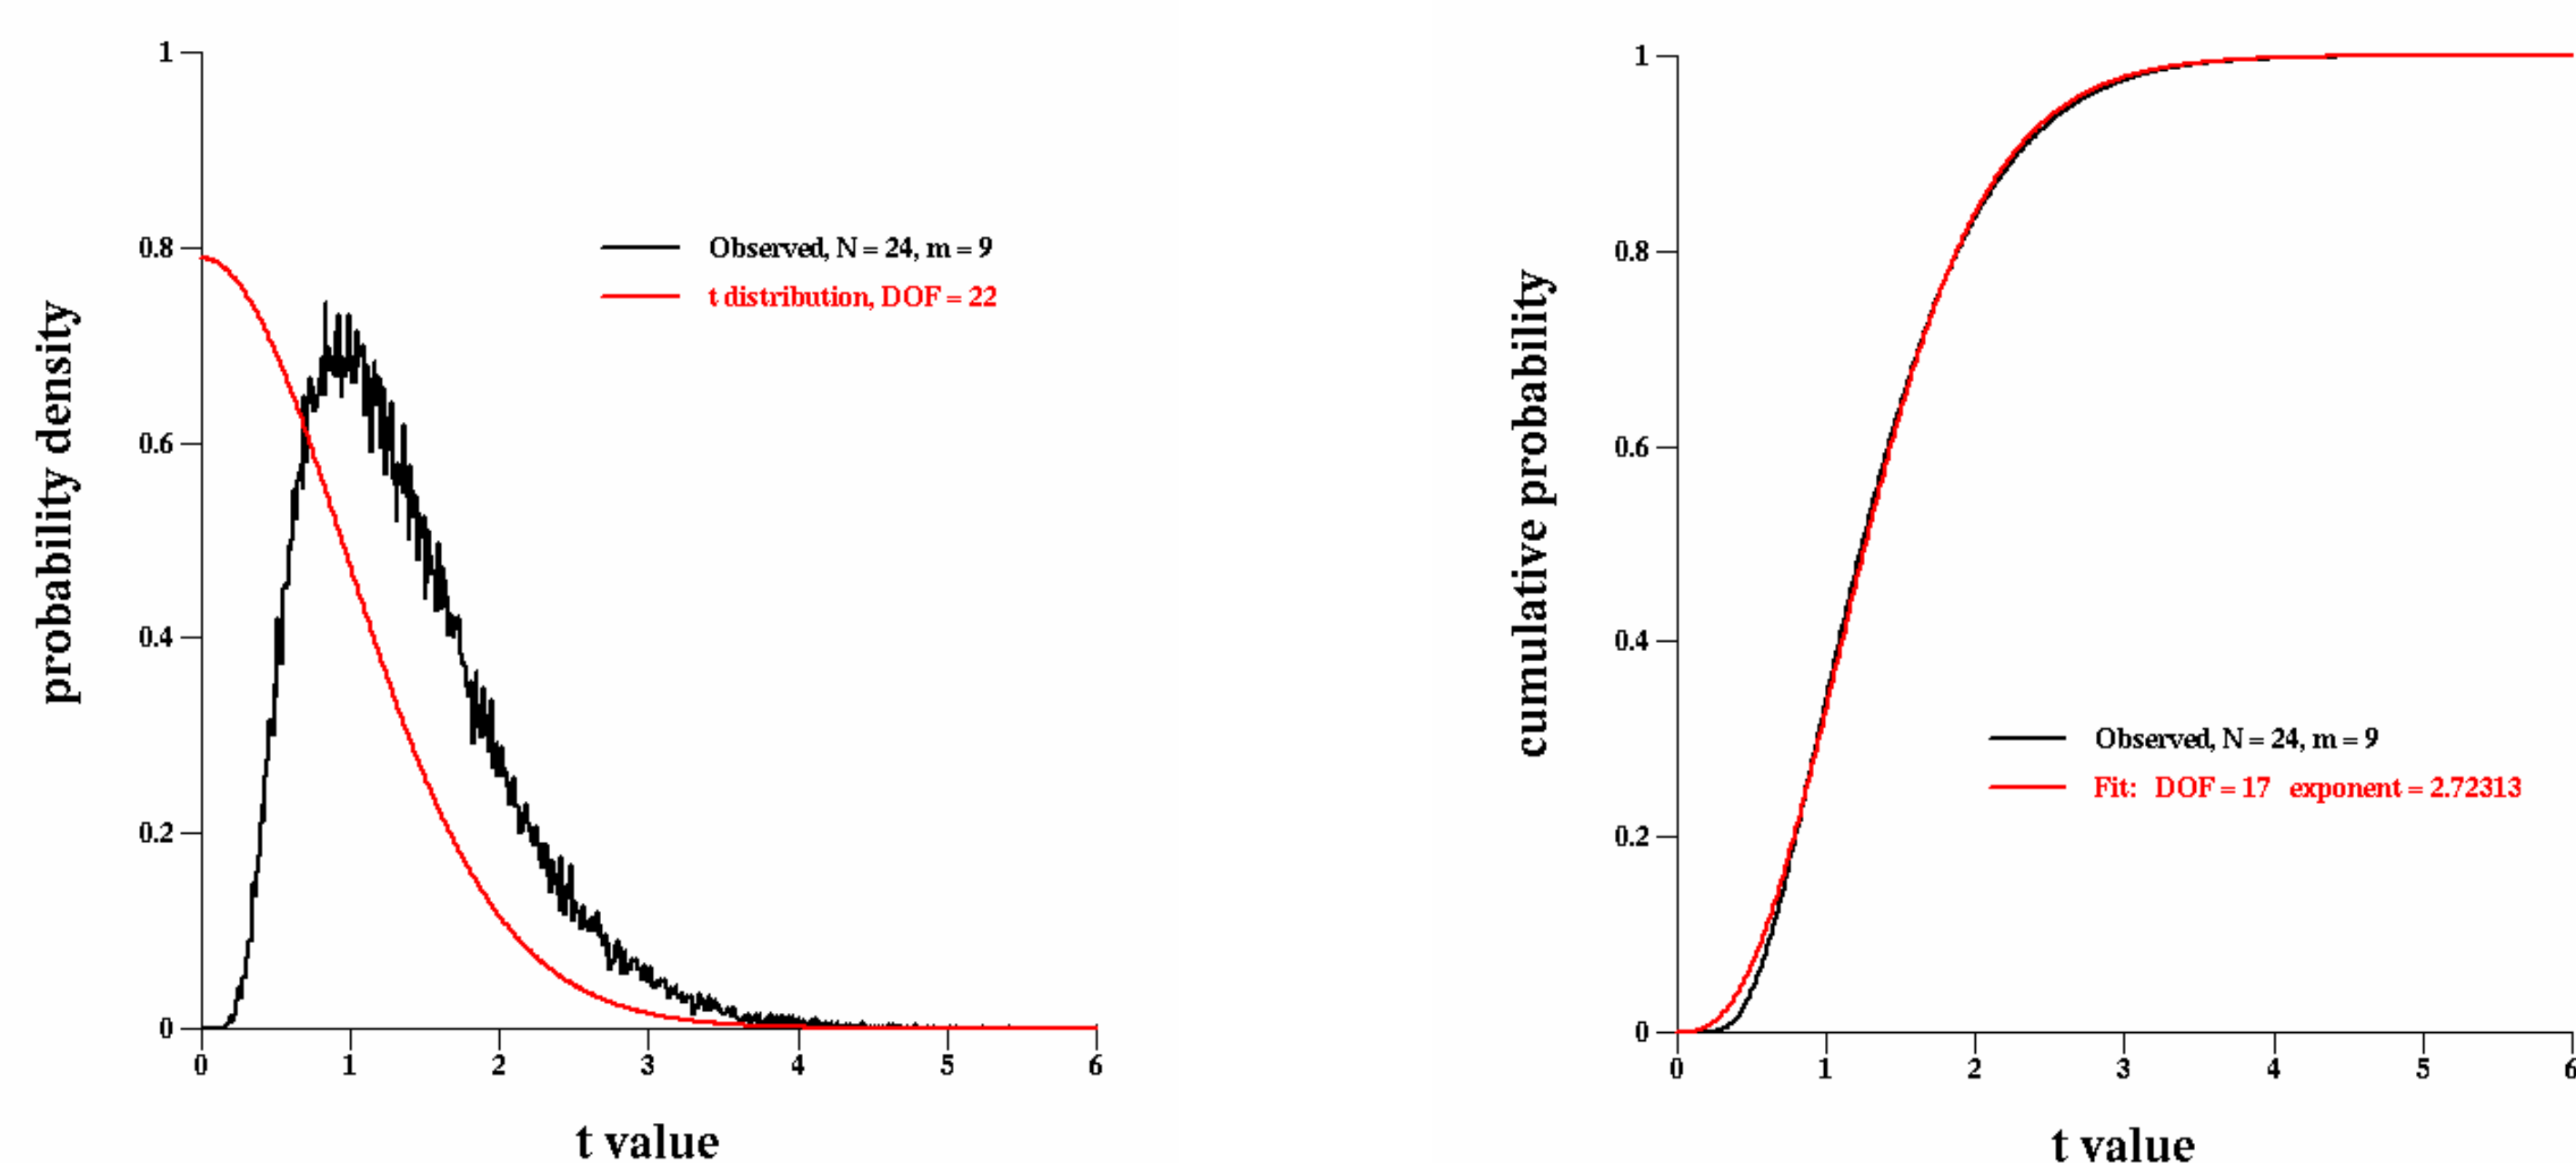 probability density
1
0.8
0.6
0.4
0.2
0
Observed, N = 24, m = 9
t distribution, DOF = 22
0 1 2 3 4 5 6
t value
cumulative probability
1
0.8
0.6
0.4
0.2
0
Observed, N = 24, m = 9
Fit: DOF = 17 exponent = 2.72313
0 1 2 3 4 5 6
t value